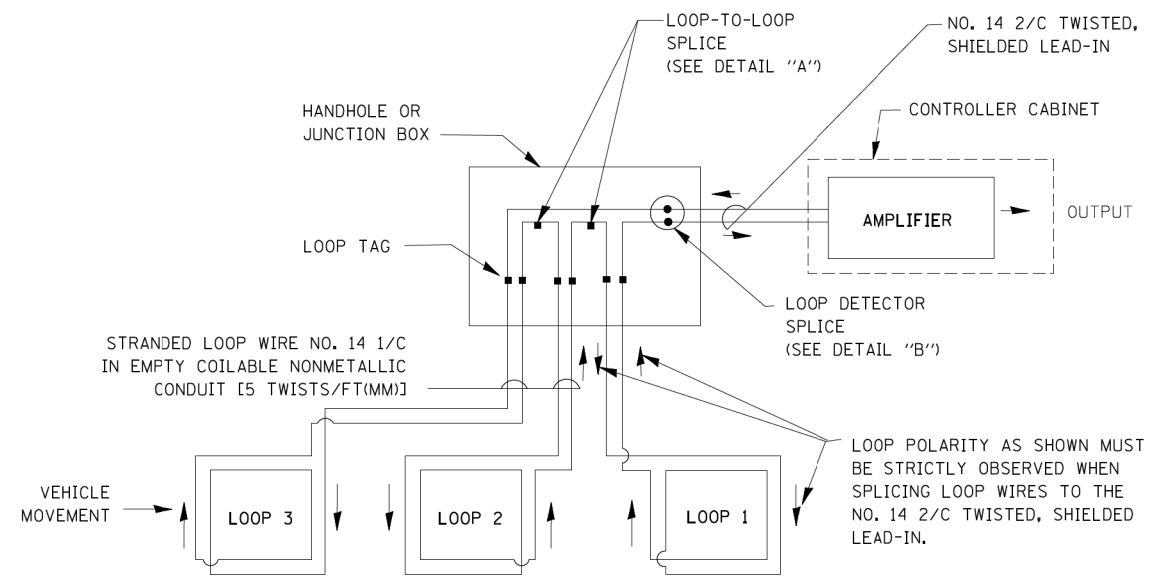 LOOP-TO-LOOP
SPLICE
(SEE DETAIL "A")
NO. 14 2/C TWISTED,
SHIELDED LEAD-IN
HANDHOLE OR
JUNCTION BOX
CONTROLLER CABINET
AMPLIFIER
OUTPUT
LOOP TAG
LOOP DETECTOR
SPLICE
(SEE DETAIL "B")
STRANDED LOOP WIRE NO. 14 1/C
IN EMPTY COILABLE NONMETALLIC
CONDUIT [5 TWISTS/FT(MM)]
LOOP POLARITY AS SHOWN MUST
BE STRICTLY OBSERVED WHEN
SPLICING LOOP WIRES TO THE
NO. 14 2/C TWISTED, SHIELDED
LEAD-IN.
VEHICLE
MOVEMENT
LOOP 3
LOOP 2
LOOP 1